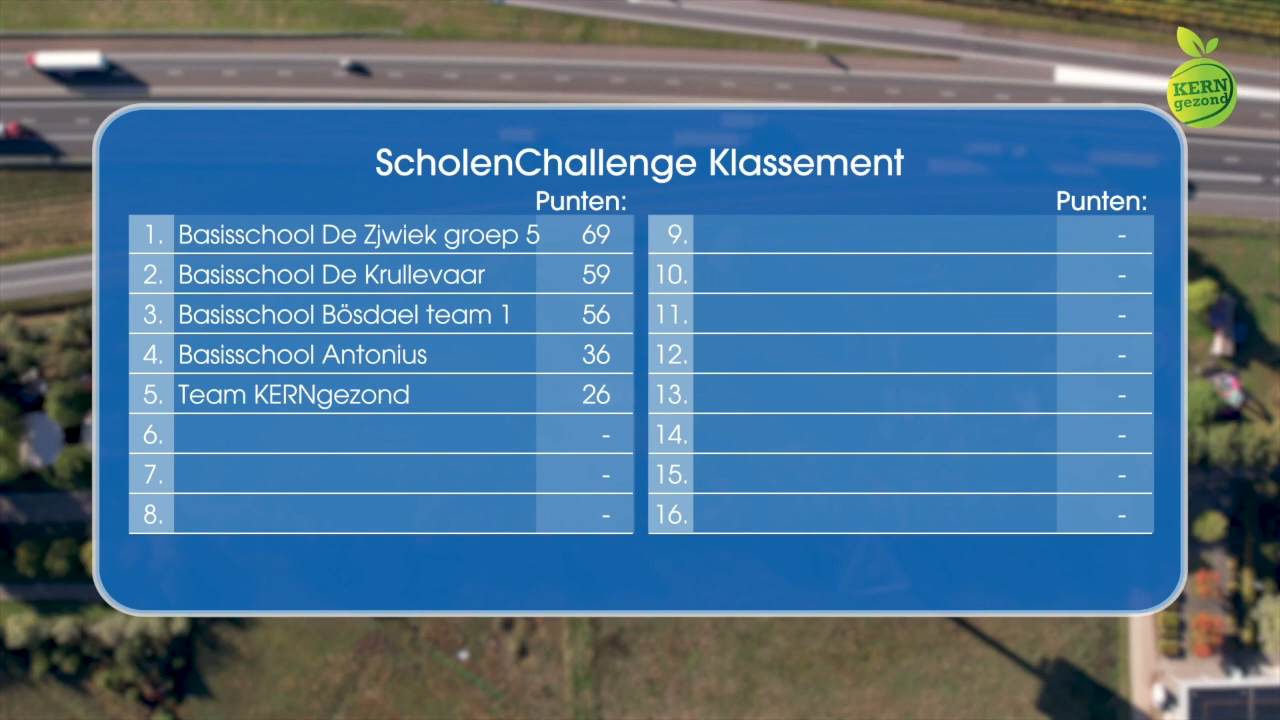 KERN
gezond
ScholenChallenge Klassement
Punten:
1. Basisschool De Zjwiek groep 5 69
2. Basisschool De Krullevaar 59
3. Basisschool Bösdael team 1 56
4. Basisschool Antonius 36
5. Team KERNgezond 26
6. -
7. -
8. -
Punten:
9. -
10. -
11. -
12. -
13. -
14. -
15. -
16. -